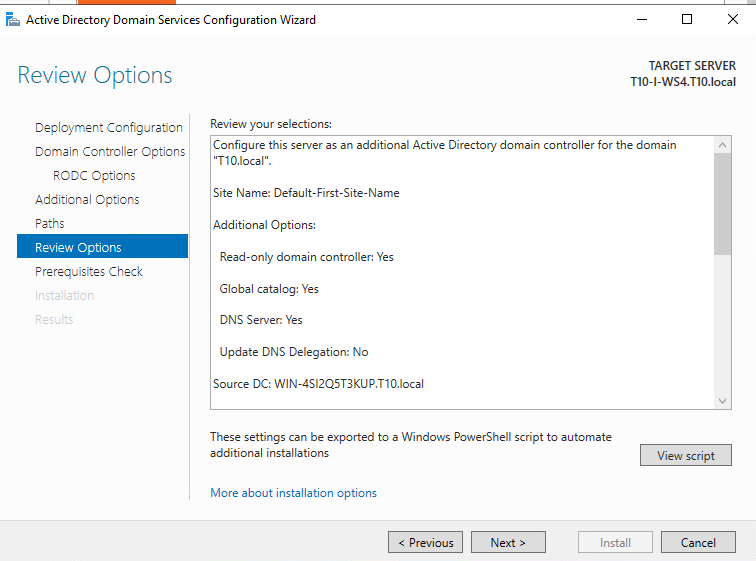 Active Directory Domain Services Configuration Wizard
Review Options
TARGET SERVER
T10-I-WS4.T10.local
Deployment Configuration
Domain Controller Options
RODC Options
Additional Options
Paths
Review Options
Prerequisites Check
Installation
Results
Review your selections:
Configure this server as an additional Active Directory domain controller for the domain
"T10.local".
Site Name: Default-First-Site-Name
Additional Options:
Read-only domain controller: Yes
Global catalog: Yes
DNS Server: Yes
Update DNS Delegation: No
Source DC: WIN-4SI2Q5T3KUP.T10.local
These settings can be exported to a Windows PowerShell script to automate
additional installations
View script
More about installation options
< Previous
Next >
Install
Cancel